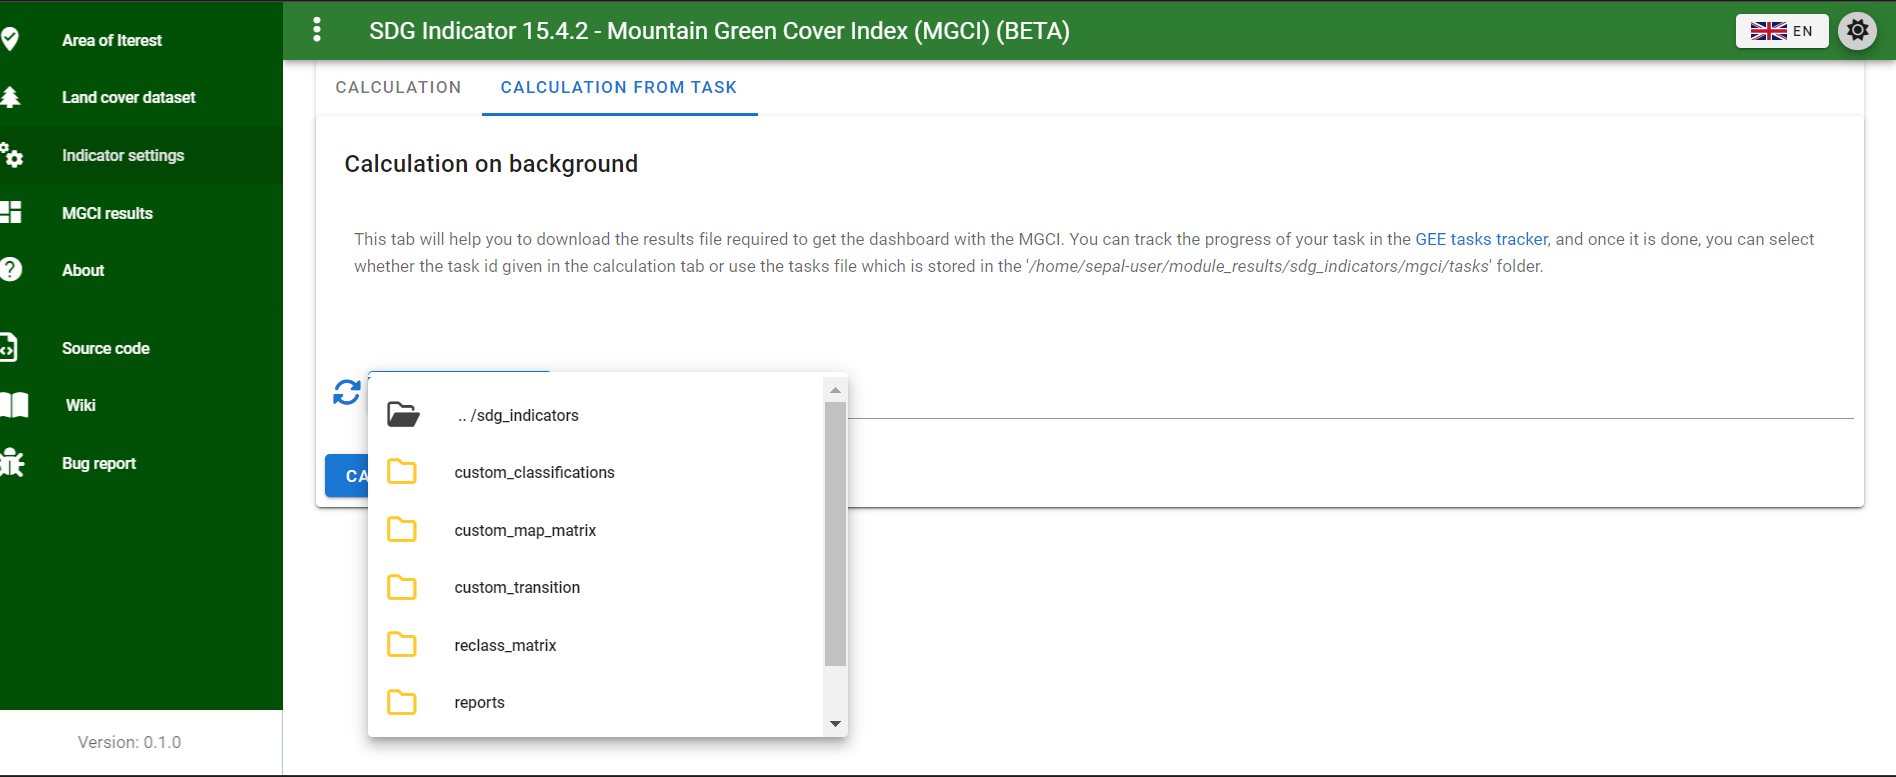 SDG Indicator 15.4.2 - Mountain Green Cover Index (MGCI) (BETA)
EN
Area of Iterest
Land cover dataset
Indicator settings
MGCI results
About
Source code
Wiki
Bug report
Version: 0.1.0
CALCULATION
CALCULATION FROM TASK
Calculation on background
This tab will help you to download the results file required to get the dashboard with the MGCI. You can track the progress of your task in the GEE tasks tracker, and once it is done, you can select
whether the task id given in the calculation tab or use the tasks file which is stored in the '/home/sepal-user/module_results/sdg_indicators/mgci/tasks' folder.
.. /sdg_indicators
custom_classifications
CA
custom_map_matrix
custom_transition
reclass_matrix
reports